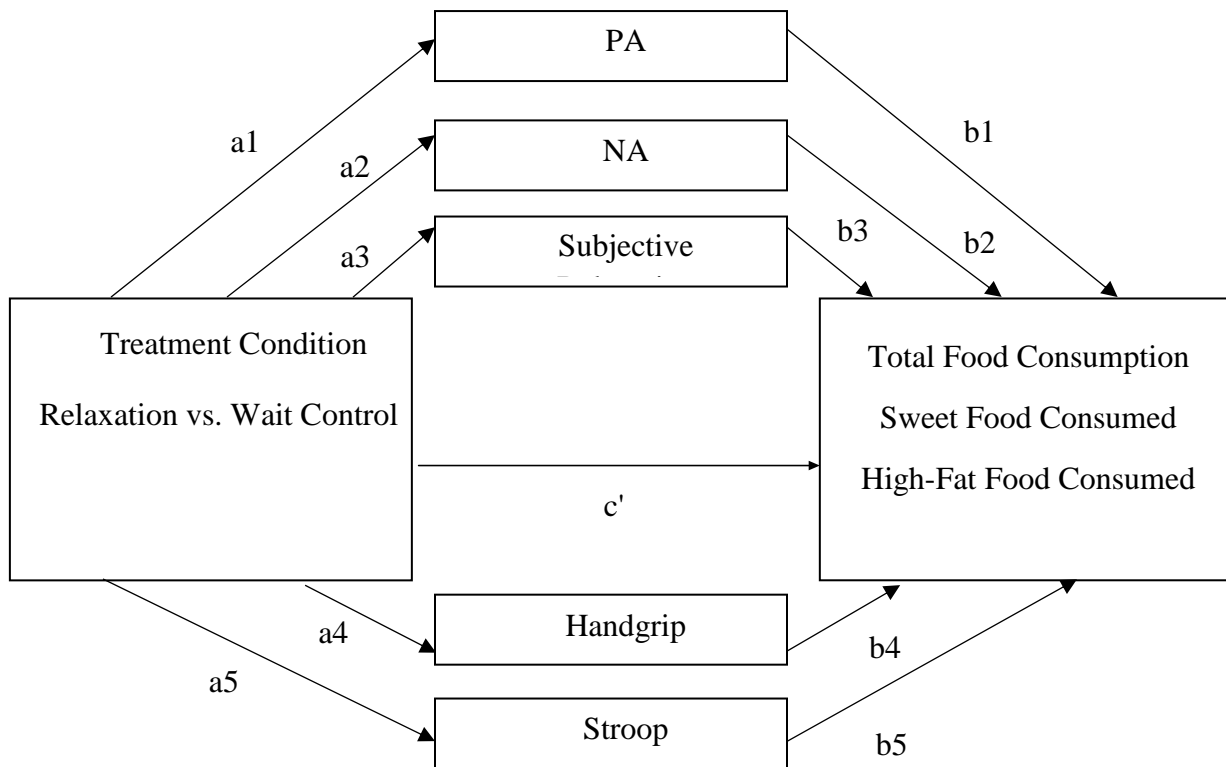 PA
a1
b1
NA
a2
b2
Subjective
a3
b3
Treatment Condition
Relaxation vs. Wait Control
Total Food Consumption
Sweet Food Consumed
High-Fat Food Consumed
c'
Handgrip
a4
b4
Stroop
a5
b5